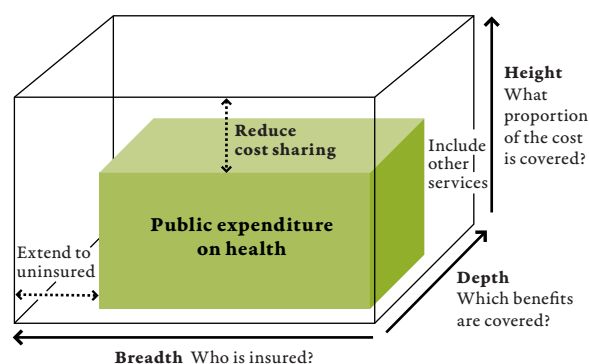 Height
What
proportion
of the cost
is covered?
Reduce
cost sharing
Include
other
services
Public expenditure
on health
Extend to
uninsured
Depth
Which benefits
are covered?
Breadth Who is insured?